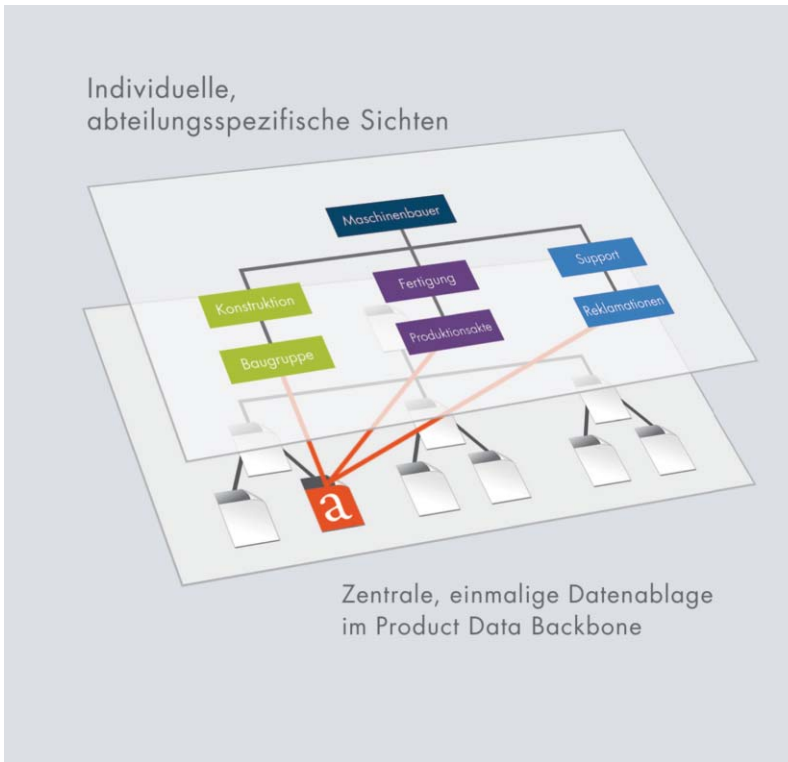 Individuelle,
abteilungsspezifische Sichten
Maschinenbauer
Konstruktion
Fertigung
Support
Baugruppe
Produktionsakte
Reklamationen
a
Zentrale, einmalige Datenablage
im Product Data Backbone